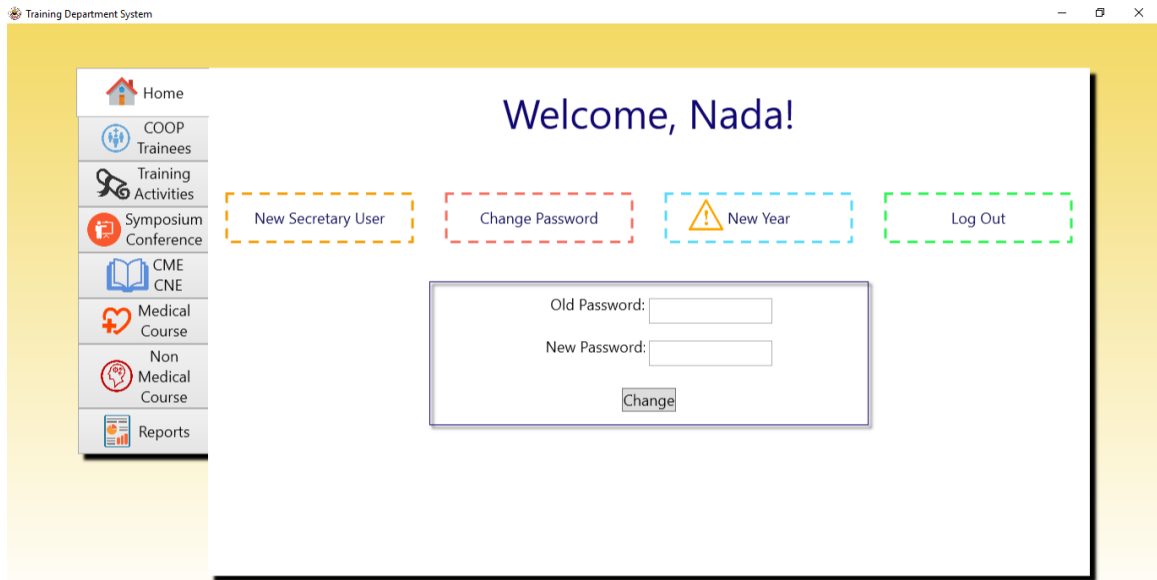 Training Department System
Home
COOP
Trainees
Training
Activities
Symposium
Conference
CME
CNE
Medical
Course
Non
Medical
Course
Reports
Welcome, Nada!
New Secretary User
Change Password
New Year
Log Out
Old Password:
New Password:
Change